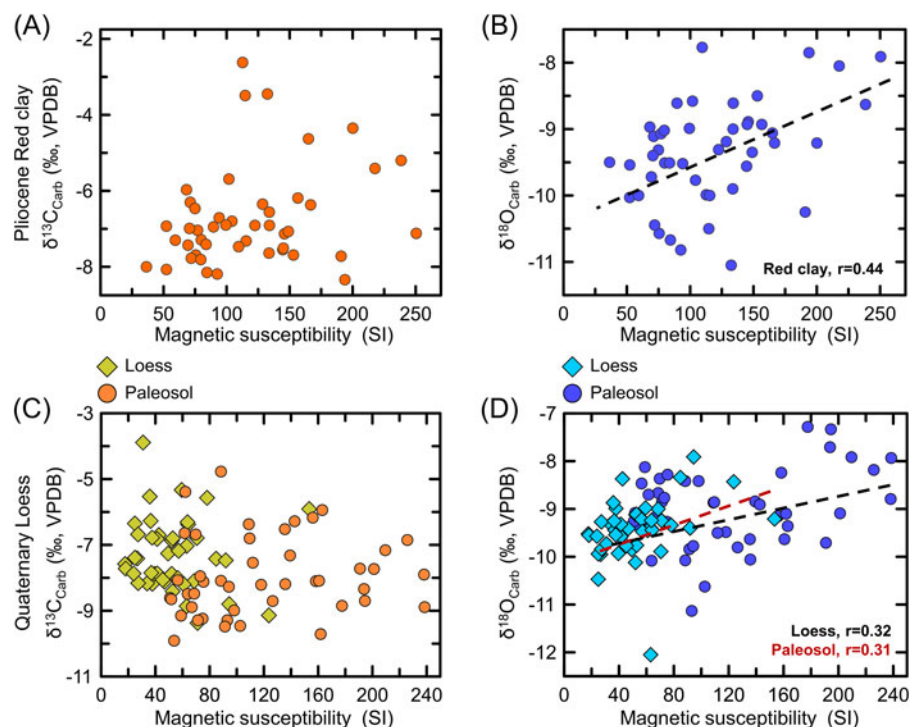 (A)
-2
-4
-6
-8
Pliocene Red clay
δ¹³C_Carb (‰, VPDB)
0 50 100 150 200 250
Magnetic susceptibility (SI)
(B)
-8
-9
-10
-11
δ¹⁸O_Carb (‰, VPDB)
Red clay, r=0.44
0 50 100 150 200 250
Magnetic susceptibility (SI)
Loess
Paleosol
Loess
Paleosol
(C)
-3
-5
-7
-9
-11
Quaternary Loess
δ¹³C_Carb (‰, VPDB)
0 40 80 120 160 200 240
Magnetic susceptibility (SI)
(D)
-7
-8
-9
-10
-11
-12
δ¹⁸O_Carb (‰, VPDB)
Loess, r=0.32
Paleosol, r=0.31
0 40 80 120 160 200 240
Magnetic susceptibility (SI)